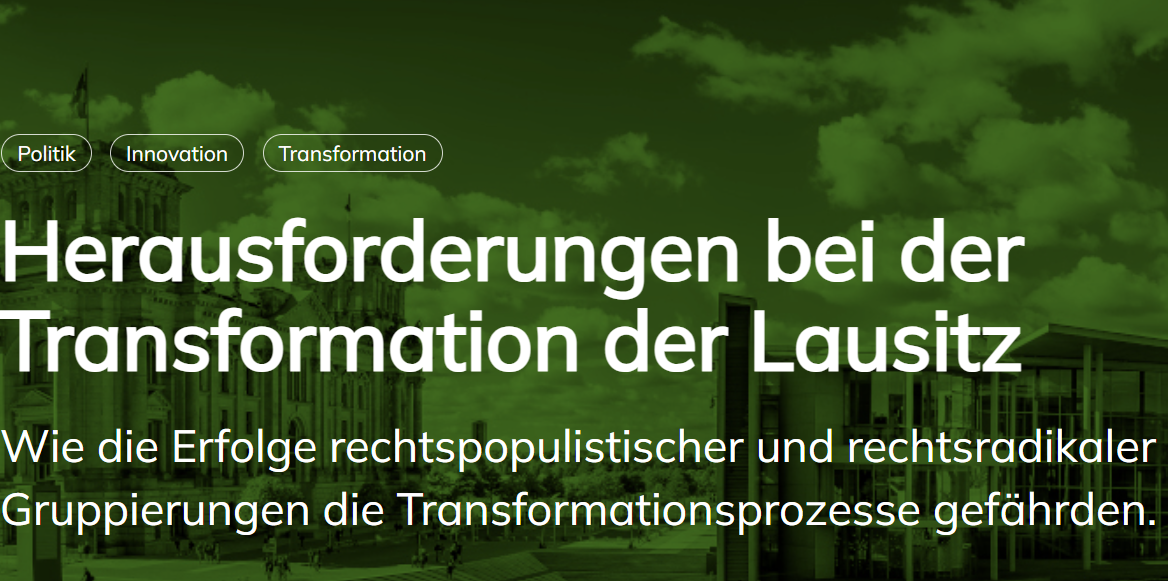 Politik Innovation Transformation
Herausforderungen bei der
Transformation der Lausitz
Wie die Erfolge rechtspopulistischer und rechtsradikaler
Gruppierungen die Transformationsprozesse gefährden.